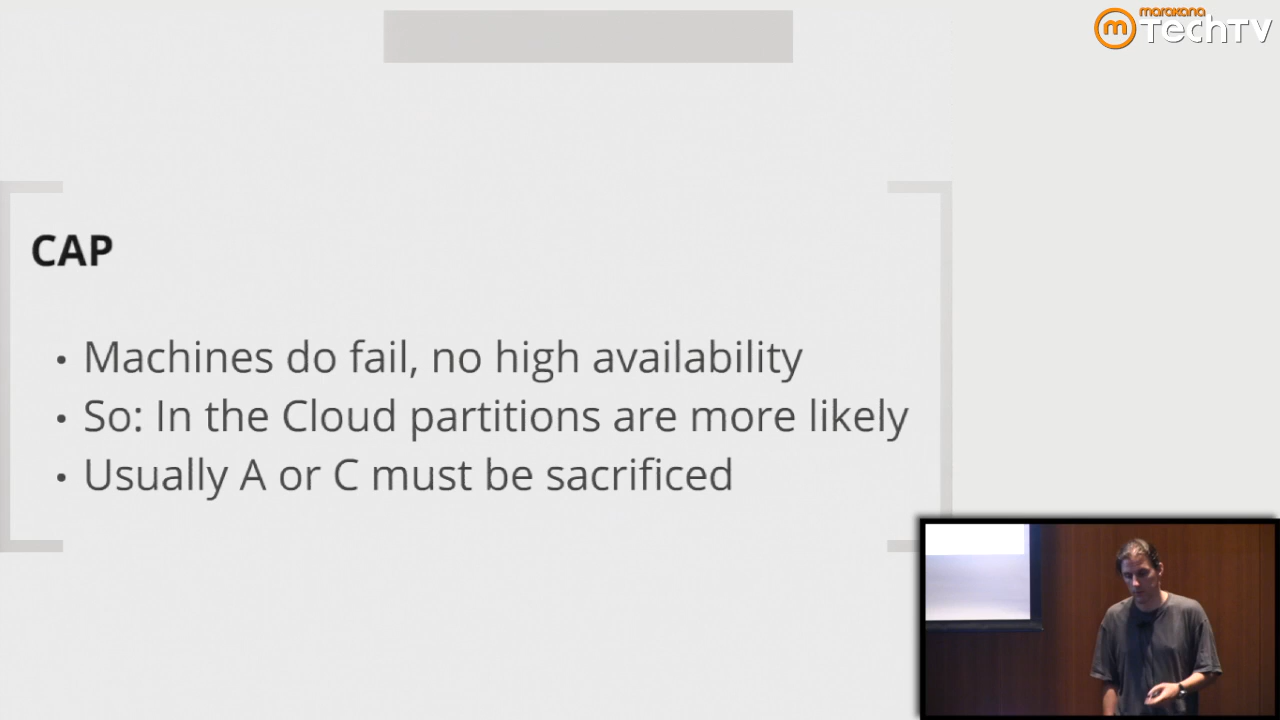 marakana
m TechTV
CAP
• Machines do fail, no high availability
• So: In the Cloud partitions are more likely
• Usually A or C must be sacrificed